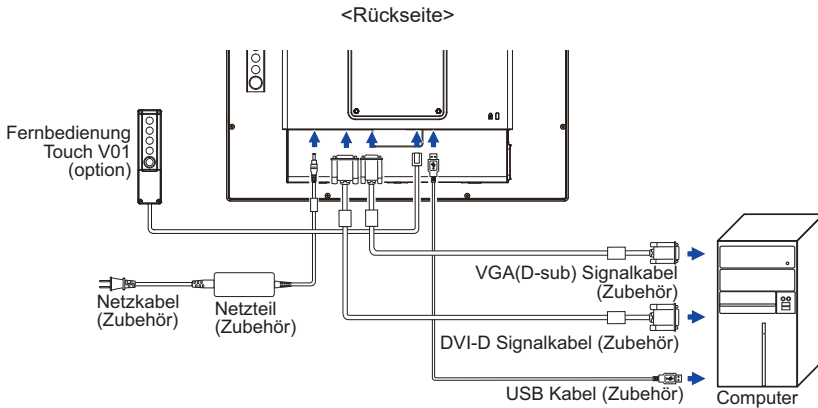 <Rückseite>
Fernbedienung
Touch V01
(option)
VGA(D-sub) Signalkabel
(Zubehör)
Netzkabel
(Zubehör)
Netzteil
(Zubehör)
DVI-D Signalkabel (Zubehör)
USB Kabel (Zubehör)
Computer